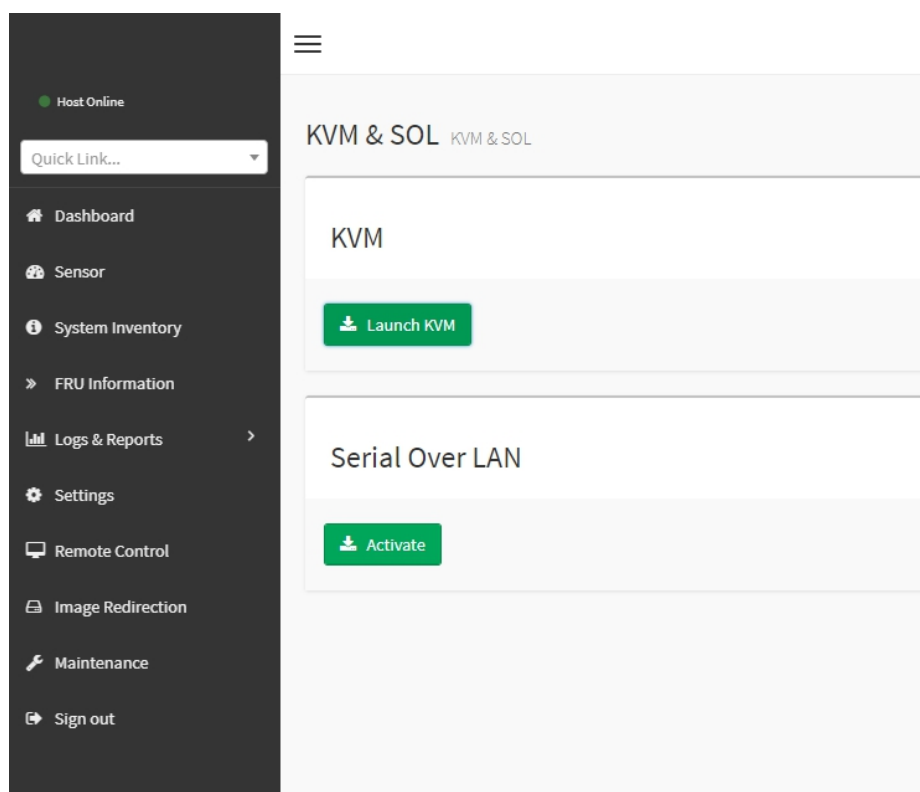 Host Online
Quick Link...
Dashboard
Sensor
System Inventory
FRU Information
Logs & Reports
Settings
Remote Control
Image Redirection
Maintenance
Sign out
KVM & SOL KVM & SOL
KVM
Launch KVM
Serial Over LAN
Activate